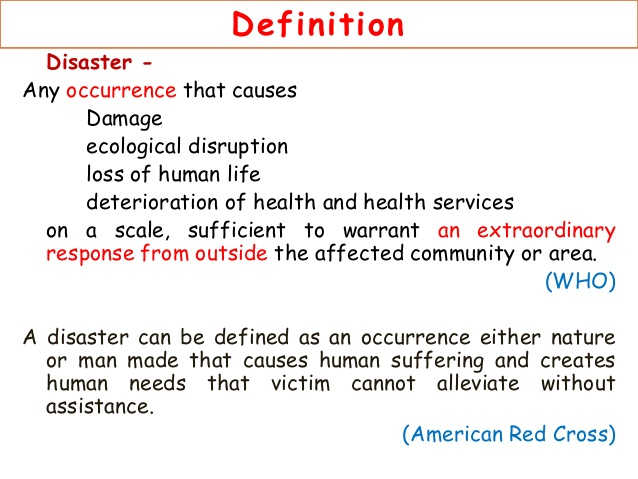 Definition
Disaster -
Any occurrence that causes
Damage
ecological disruption
loss of human life
deterioration of health and health services
on a scale, sufficient to warrant an extraordinary
response from outside the affected community or area.
(WHO)
A disaster can be defined as an occurrence either nature
or man made that causes human suffering and creates
human needs that victim cannot alleviate without
assistance.
(American Red Cross)